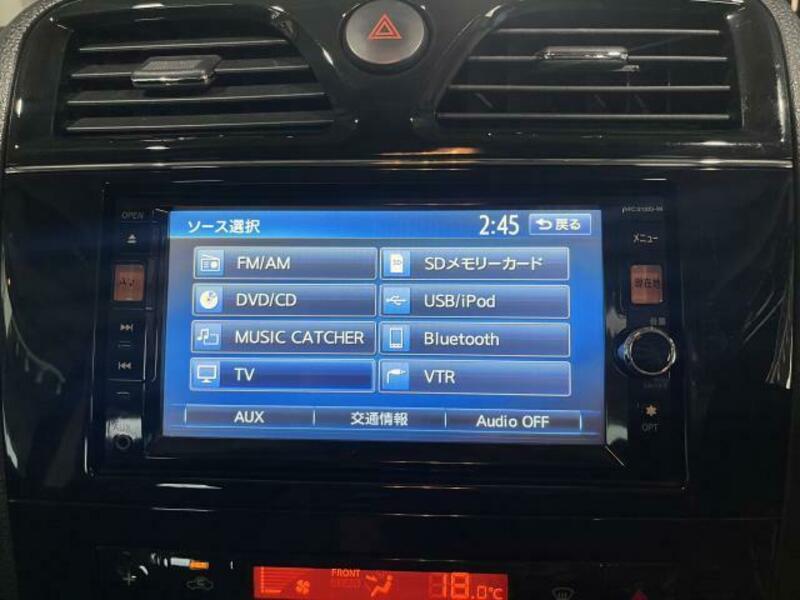 OPEN
ソース選択 2:45 戻る
メニュー
FM/AM SDメモリーカード
AV 現在地
DVD/CD USB/iPod
MUSIC CATCHER Bluetooth
TV VTR
AUX 交通情報 Audio OFF
AUX
OPT
FRONT
18.0℃